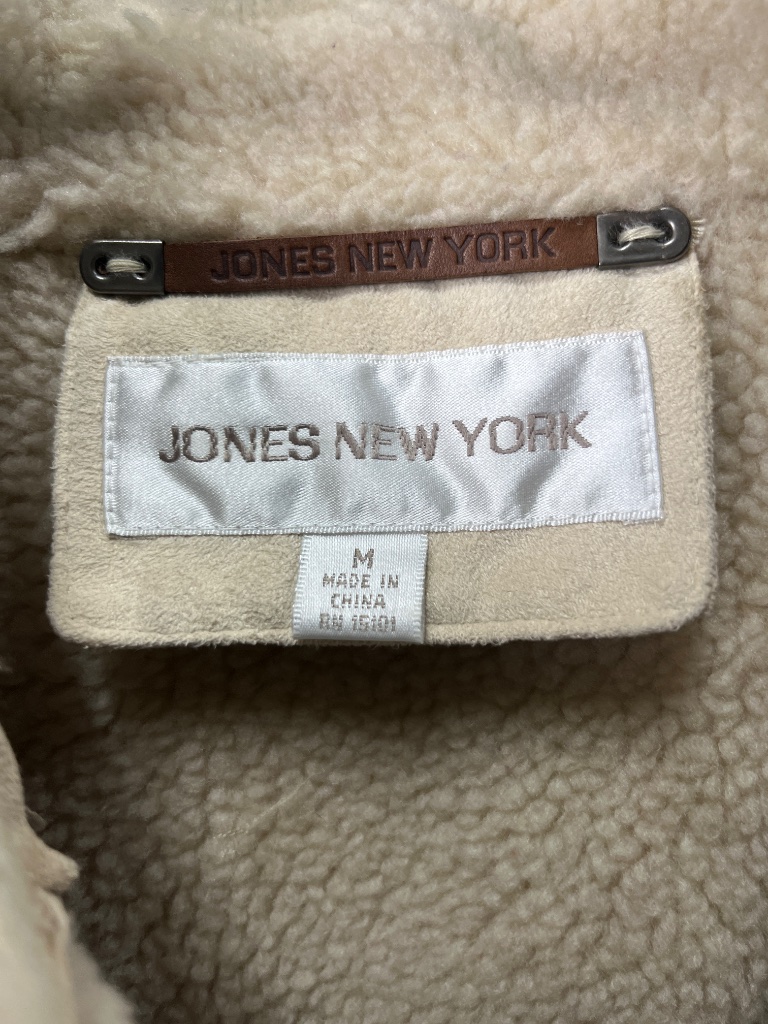 JONES NEW YORK
JONES NEW YORK
M
MADE IN
CHINA
RN 15101